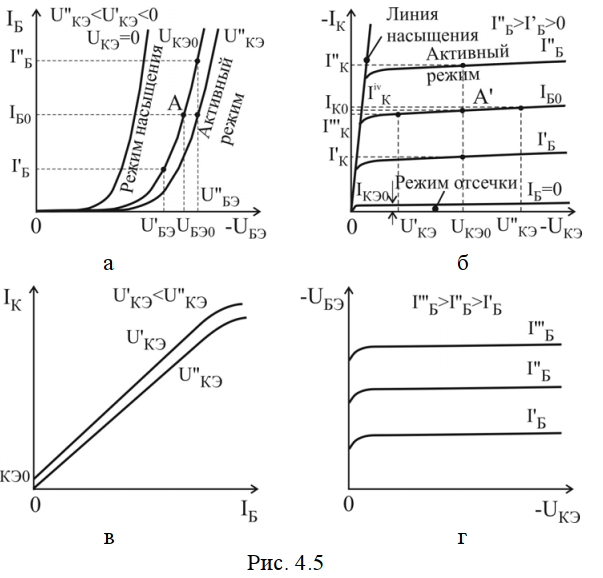 I_Б
U"_КЭ<U'_КЭ<0
U_КЭ=0
U_КЭ0
U"_КЭ
I"_Б
I_Б0
I'_Б
A
Режим насыщения
Активный
режим
U"_БЭ
0
U'_БЭ
U_БЭ0
-U_БЭ
а
-I_К
Линия
насыщения
I"_Б>I'_Б>0
Активный
режим
I"_Б
I"_К
I^iv_К
A'
I_Б0
I_К0
I'''_К
I'_К
I'_Б
I_КЭ0
Режим отсечки
I_Б=0
0
U'_КЭ
U_КЭ0
U"_КЭ
-U_КЭ
б
I_К
U'_КЭ<U"_КЭ
U'_КЭ
U"_КЭ
КЭ0
0
I_Б
в
-U_БЭ
I'''_Б>I"_Б>I'_Б
I'''_Б
I"_Б
I'_Б
0
-U_КЭ
г
Рис. 4.5